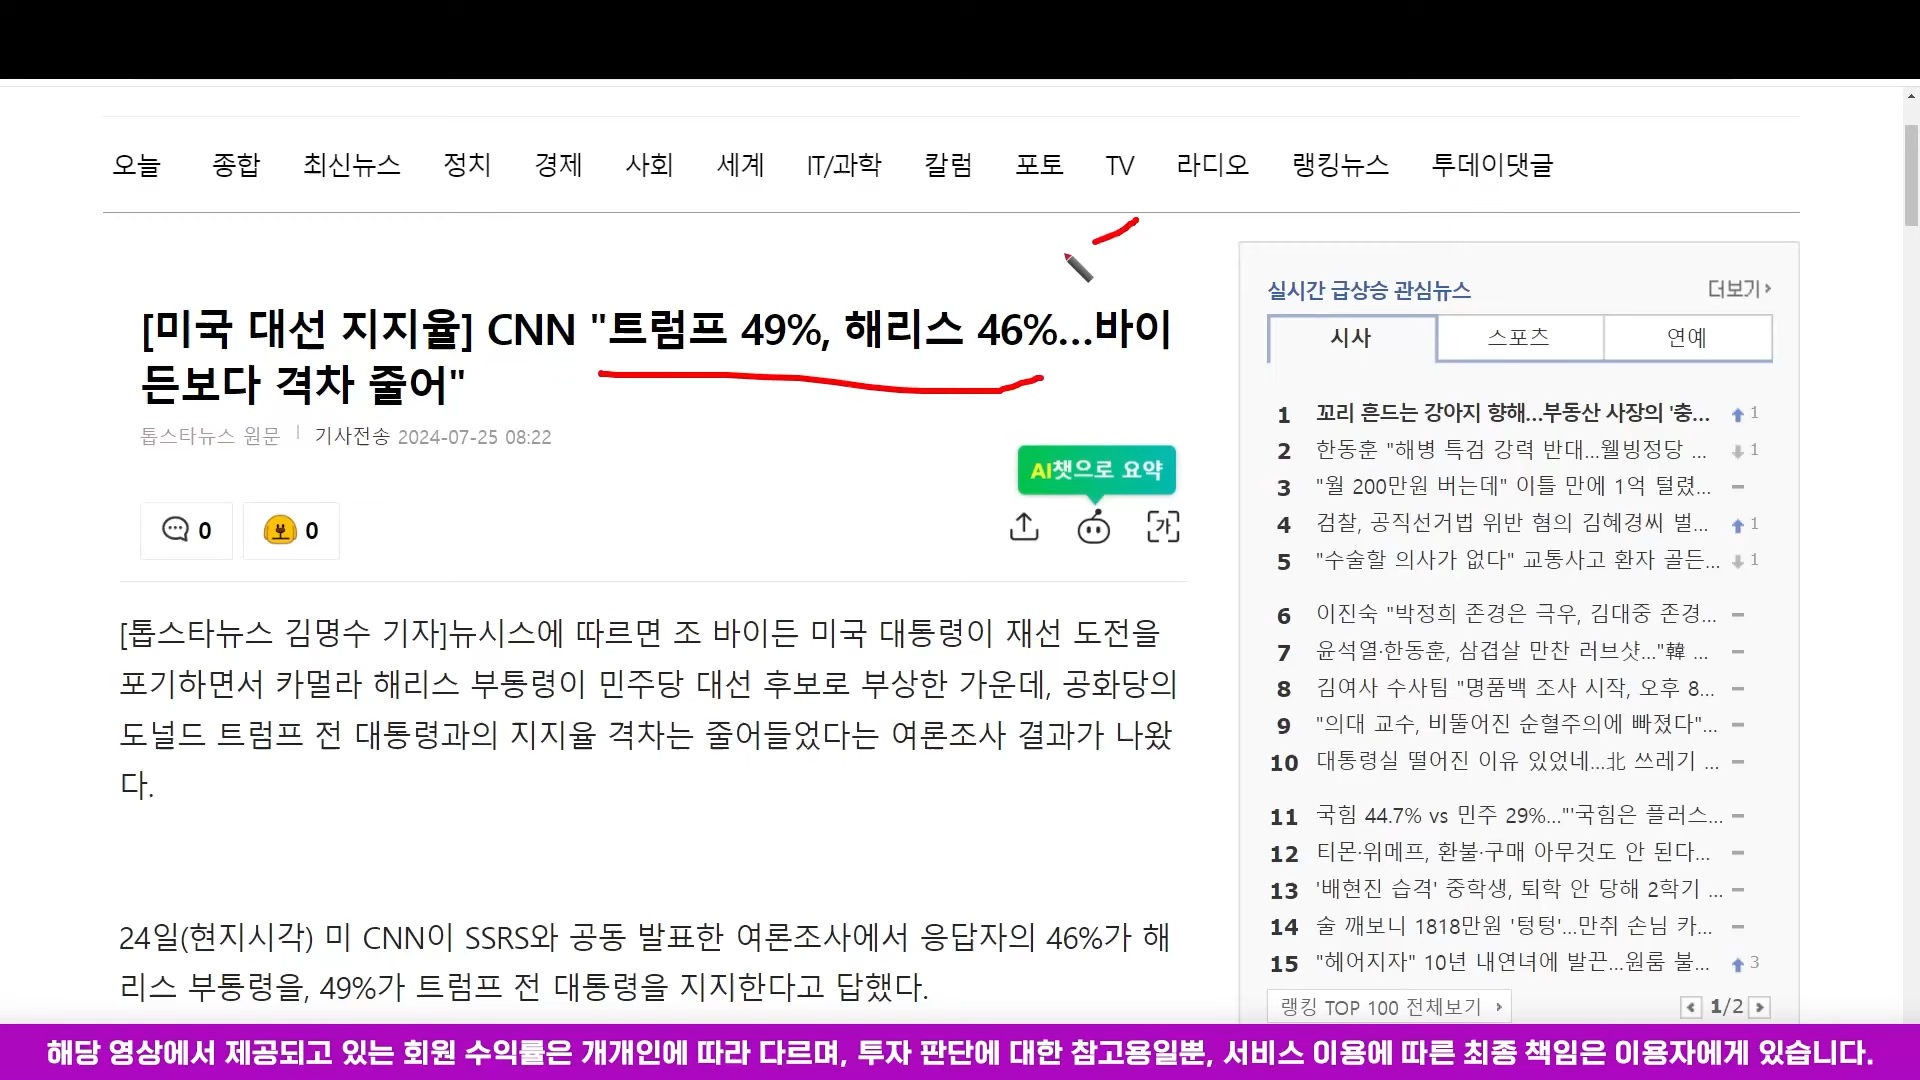 오늘 종합 최신뉴스 정치 경제 사회 세계 IT/과학 칼럼 포토 TV 라디오 랭킹뉴스 투데이댓글
[미국 대선 지지율] CNN "트럼프 49%, 해리스 46%...바이
든보다 격차 줄어"
톱스타뉴스 원문 기사전송 2024-07-25 08:22
AI챗으로 요약
0 0
가
[톱스타뉴스 김명수 기자]뉴시스에 따르면 조 바이든 미국 대통령이 재선 도전을
포기하면서 카멀라 해리스 부통령이 민주당 대선 후보로 부상한 가운데, 공화당의
도널드 트럼프 전 대통령과의 지지율 격차는 줄어들었다는 여론조사 결과가 나왔
다.
24일(현지시각) 미 CNN이 SSRS와 공동 발표한 여론조사에서 응답자의 46%가 해
리스 부통령을, 49%가 트럼프 전 대통령을 지지한다고 답했다.
실시간 급상승 관심뉴스 더보기
시사 스포츠 연예
1 꼬리 흔드는 강아지 향해...부동산 사장의 '충... 1
2 한동훈 "해병 특검 강력 반대...웰빙정당 ... 1
3 "월 200만원 버는데" 이틀 만에 1억 털렸...
4 검찰, 공직선거법 위반 혐의 김혜경씨 벌... 1
5 "수술할 의사가 없다" 교통사고 환자 골든... 1
6 이진숙 "박정희 존경은 극우, 김대중 존경...
7 윤석열·한동훈, 삼겹살 만찬 러브샷..."韓 ...
8 김여사 수사팀 "명품백 조사 시작, 오후 8...
9 "의대 교수, 비뚤어진 순혈주의에 빠졌다"...
10 대통령실 떨어진 이유 있었네...北 쓰레기 ...
11 국힘 44.7% vs 민주 29%..."'국힘은 플러스...
12 티몬·위메프, 환불·구매 아무것도 안 된다...
13 '배현진 습격' 중학생, 퇴학 안 당해 2학기 ...
14 술 깨보니 1818만원 '텅텅'...만취 손님 카...
15 "헤어지자" 10년 내연녀에 발끈...원룸 불... 3
랭킹 TOP 100 전체보기 1/2
해당 영상에서 제공되고 있는 회원 수익률은 개개인에 따라 다르며, 투자 판단에 대한 참고용일뿐, 서비스 이용에 따른 최종 책임은 이용자에게 있습니다.